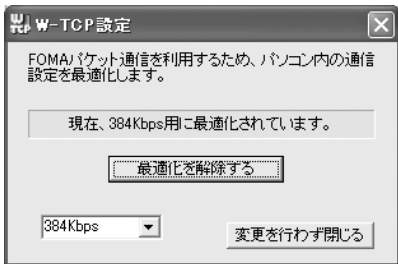 W-TCP設定
FOMAパケット通信を利用するため、パソコン内の通信
設定を最適化します。
現在、384Kbps用に最適化されています。
最適化を解除する
384Kbps
変更を行わず閉じる